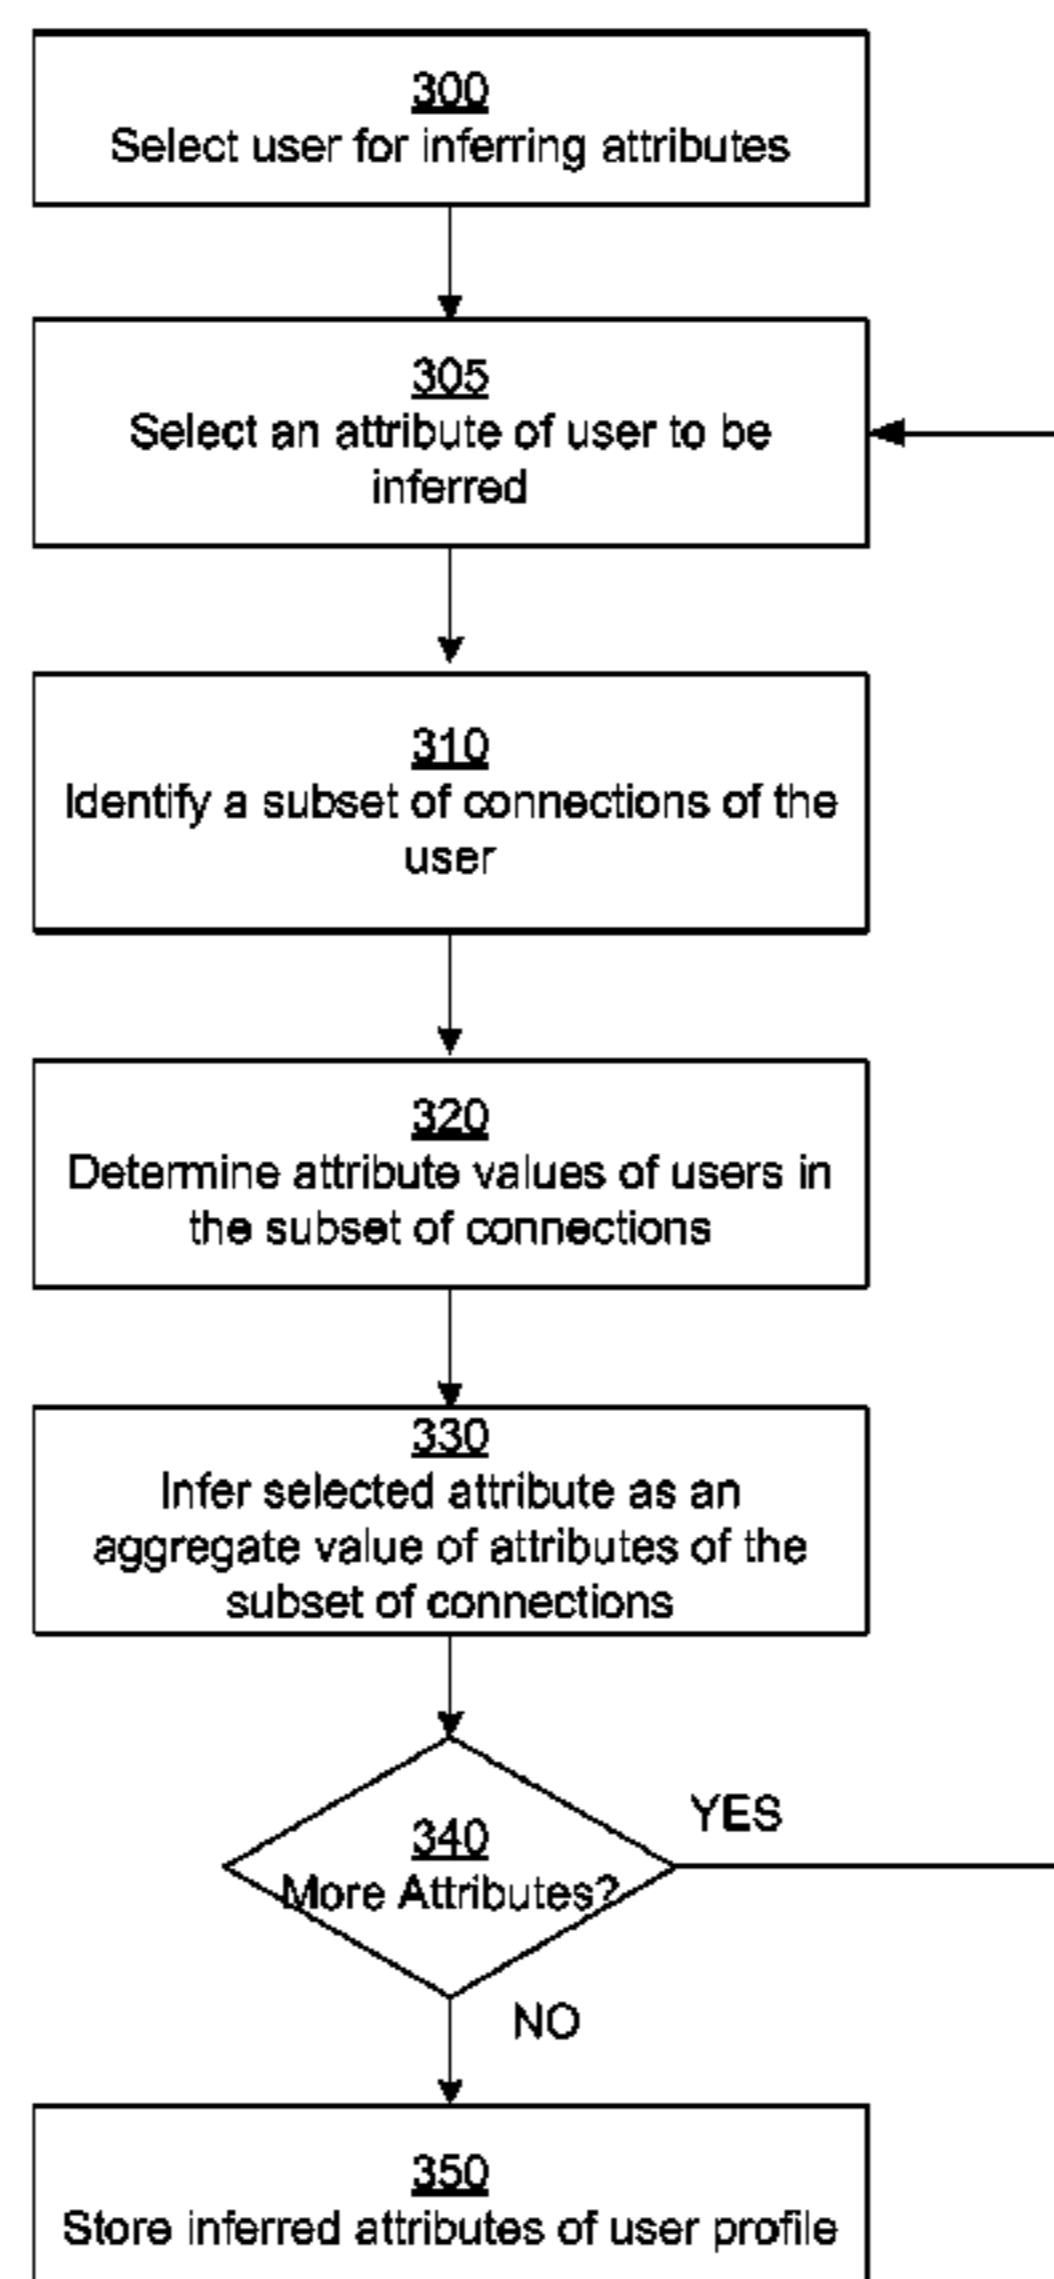 300
Select user for inferring attributes
305
Select an attribute of user to be
inferred
310
Identify a subset of connections of the
user
320
Determine attribute values of users in
the subset of connections
330
Infer selected attribute as an
aggregate value of attributes of the
subset of connections
340
More Attributes?
YES
NO
350
Store inferred attributes of user profile